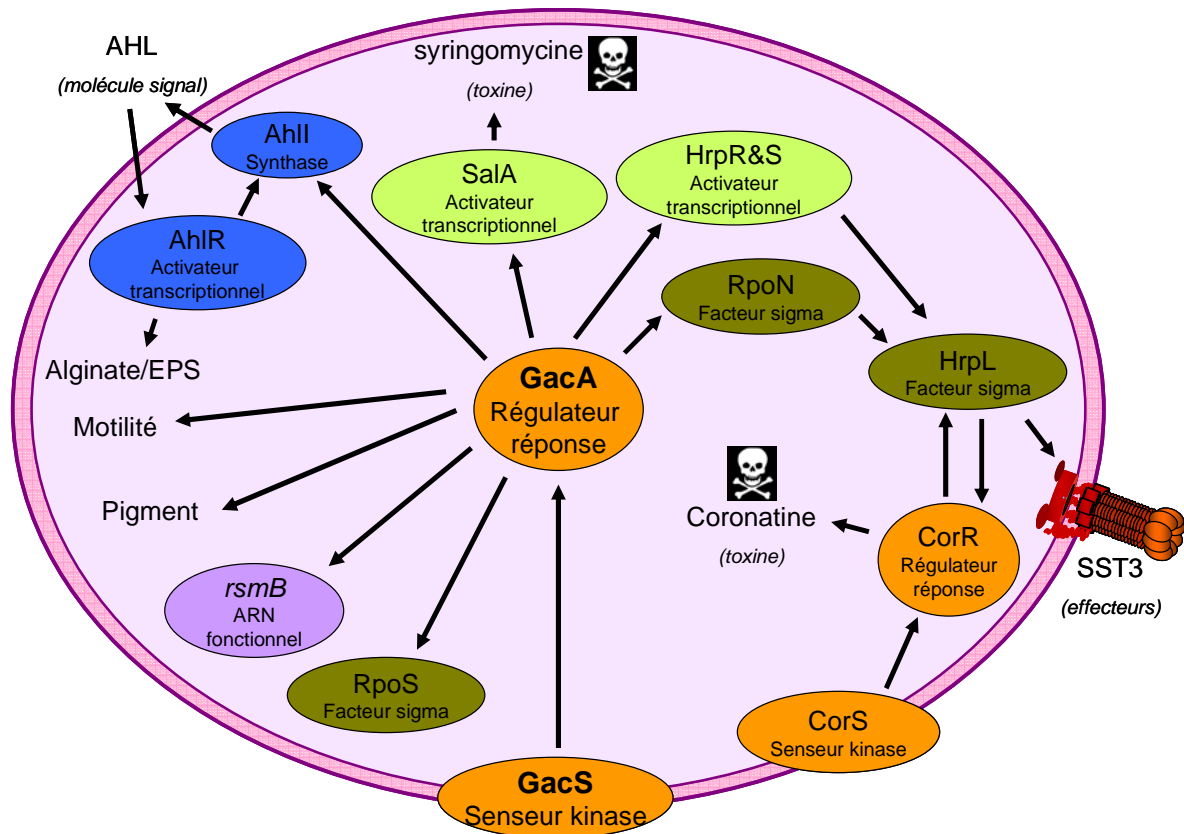 AHL
(molécule signal)
AhlI
Synthase
AhlR
Activateur
transcriptionnel
Alginate/EPS
Motilité
Pigment
syringomycine
(toxine)
SalA
Activateur
transcriptionnel
HrpR&S
Activateur
transcriptionnel
RpoN
Facteur sigma
HrpL
Facteur sigma
GacA
Régulateur
réponse
Coronatine
(toxine)
CorR
Régulateur
réponse
SST3
(effecteurs)
rsmB
ARN
fonctionnel
RpoS
Facteur sigma
CorS
Senseur kinase
GacS
Senseur kinase